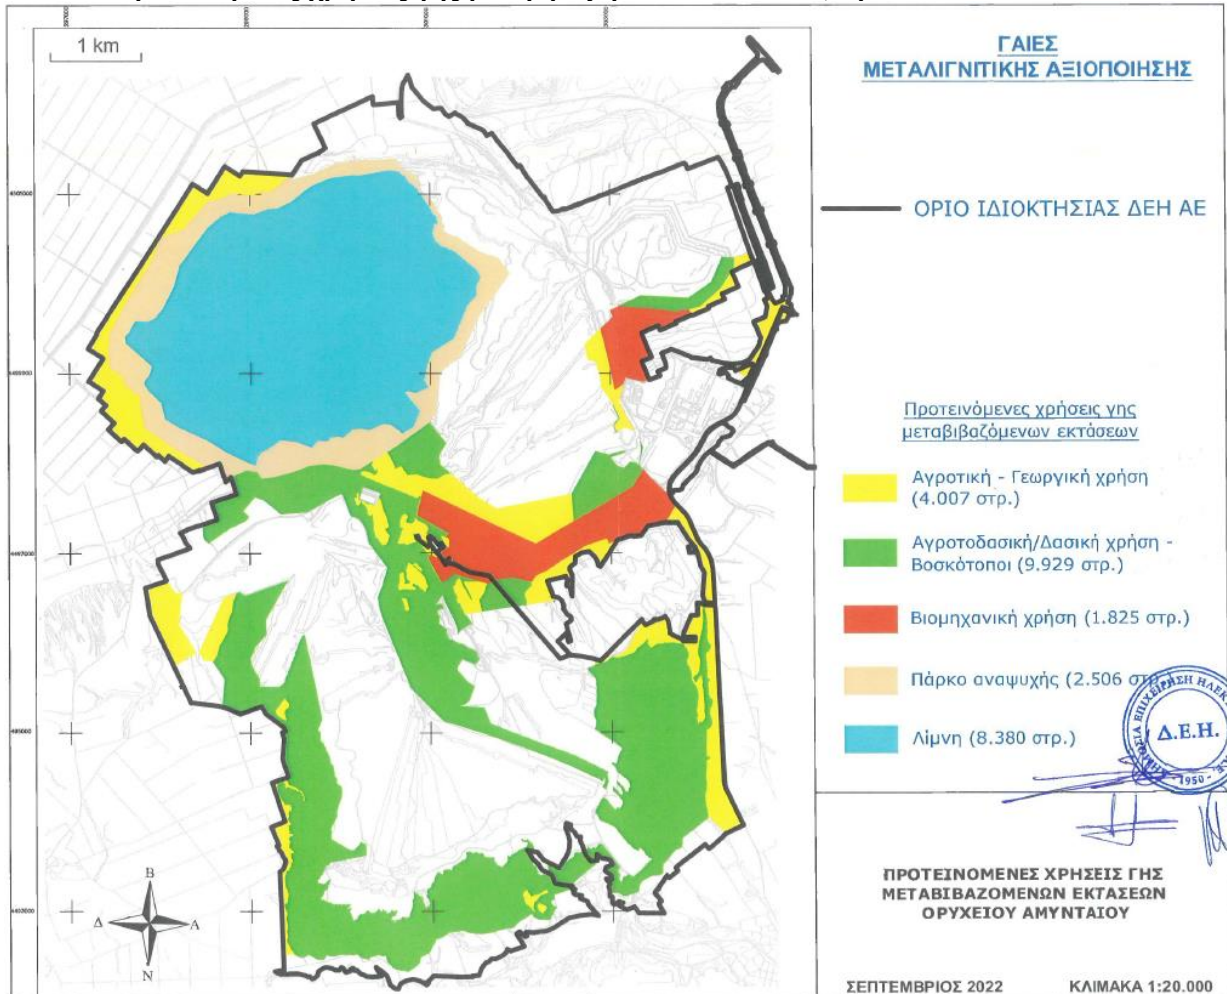 1 km
ΓΑΙΕΣ
ΜΕΤΑΛΙΓΝΙΤΙΚΗΣ ΑΞΙΟΠΟΙΗΣΗΣ
ΟΡΙΟ ΙΔΙΟΚΤΗΣΙΑΣ ΔΕΗ ΑΕ
Προτεινόμενες χρήσεις γης
μεταβιβαζόμενων εκτάσεων
Αγροτική - Γεωργική χρήση
(4.007 στρ.)
Αγροτοδασική/Δασική χρήση -
Βοσκότοποι (9.929 στρ.)
Βιομηχανική χρήση (1.825 στρ.)
Πάρκο αναψυχής (2.506 στρ.
Λίμνη (8.380 στρ.)
Δ.Ε.Η.
- 1950 -
ΠΡΟΤΕΙΝΟΜΕΝΕΣ ΧΡΗΣΕΙΣ ΓΗΣ
ΜΕΤΑΒΙΒΑΖΟΜΕΝΩΝ ΕΚΤΑΣΕΩΝ
ΟΡΥΧΕΙΟΥ ΑΜΥΝΤΑΙΟΥ
Β
Δ Α
Ν
ΣΕΠΤΕΜΒΡΙΟΣ 2022 ΚΛΙΜΑΚΑ 1:20.000